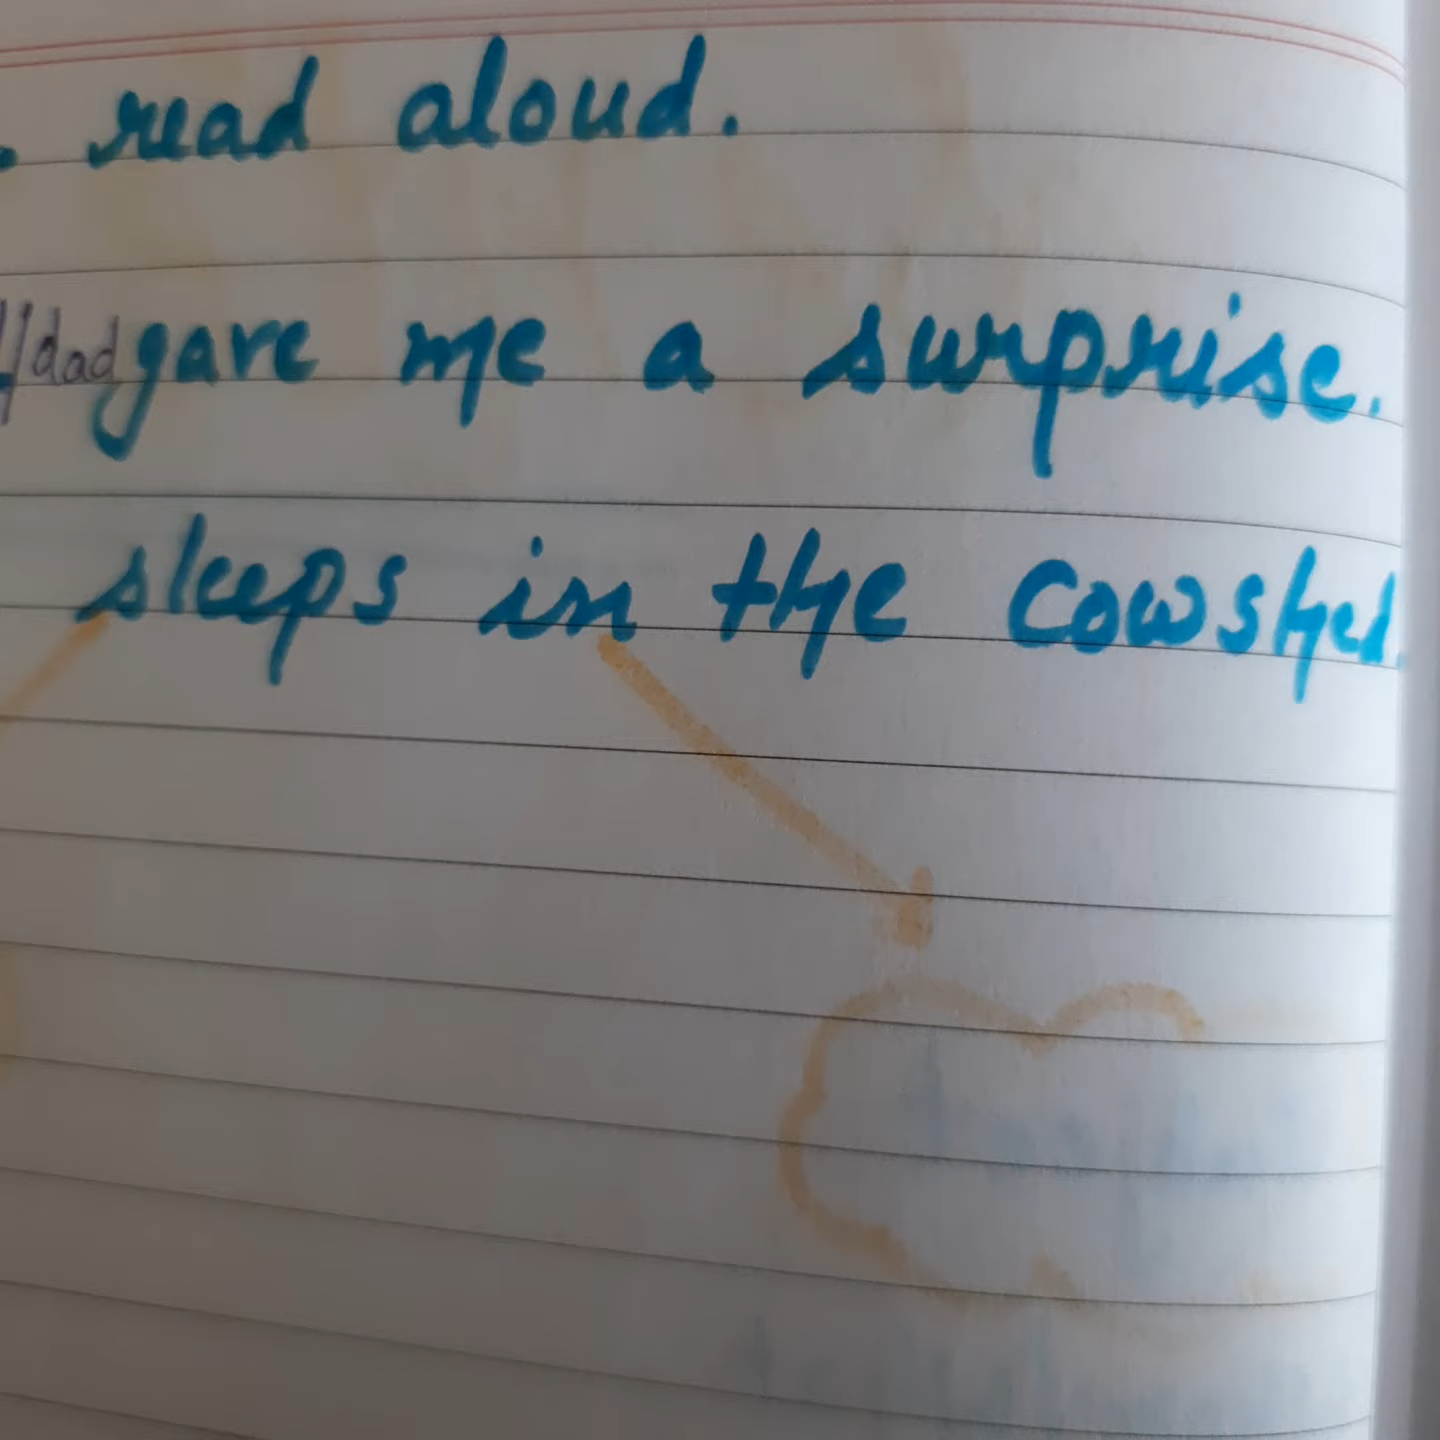 . read aloud.
/dad gave me a surprise.
sleeps in the cowshed.